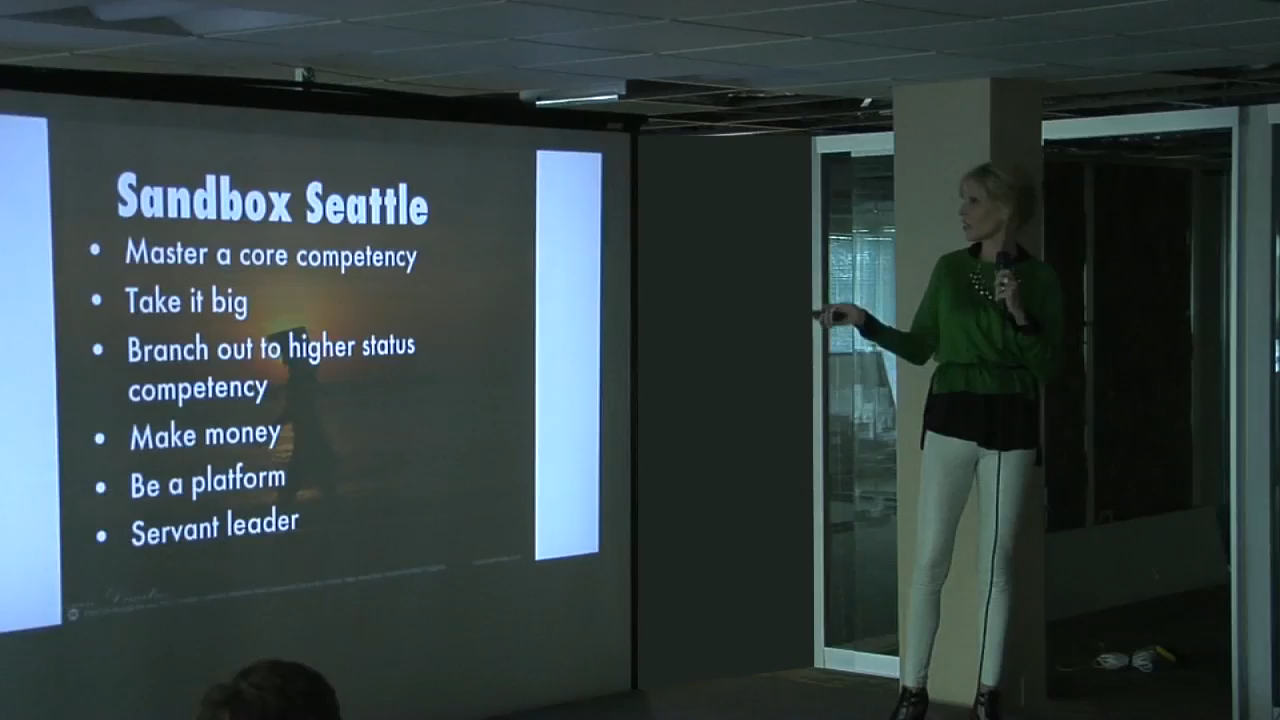 Sandbox Seattle
• Master a core competency
• Take it big
• Branch out to higher status
competency
• Make money
• Be a platform
• Servant leader